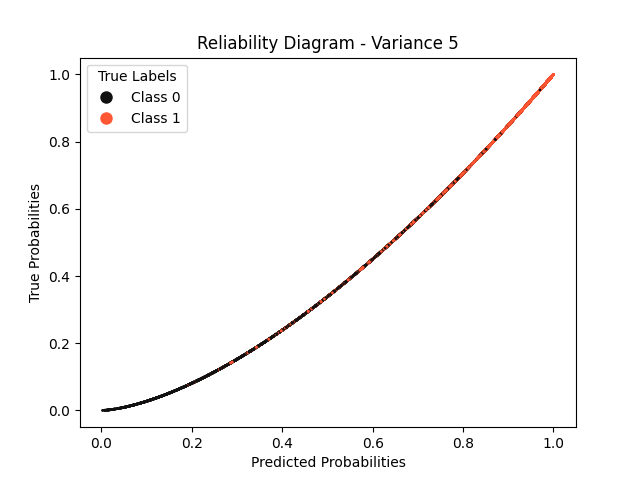 Reliability Diagram - Variance 5
True Labels
Class 0
Class 1
1.0
0.8
0.6
0.4
0.2
0.0
True Probabilities
0.0 0.2 0.4 0.6 0.8 1.0
Predicted Probabilities